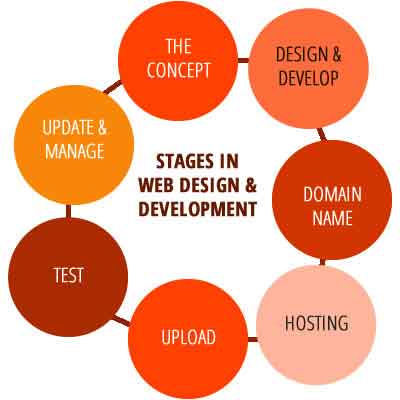 THE
CONCEPT
DESIGN &
DEVELOP
DOMAIN
NAME
HOSTING
UPLOAD
TEST
UPDATE &
MANAGE
STAGES IN
WEB DESIGN &
DEVELOPMENT